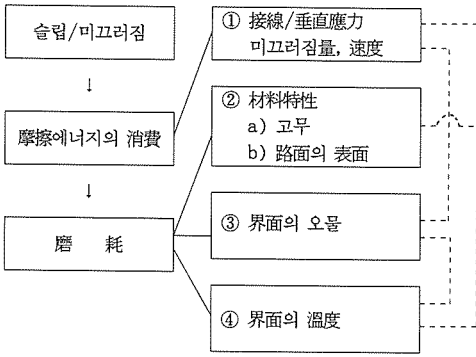 슬립/미끄러짐
↓
摩擦에너지의 消費
↓
磨 耗
① 接線/垂直應力
미끄러짐量, 速度
② 材料特性
a) 고무
b) 路面의 表面
③ 界面의 오물
④ 界面의 溫度